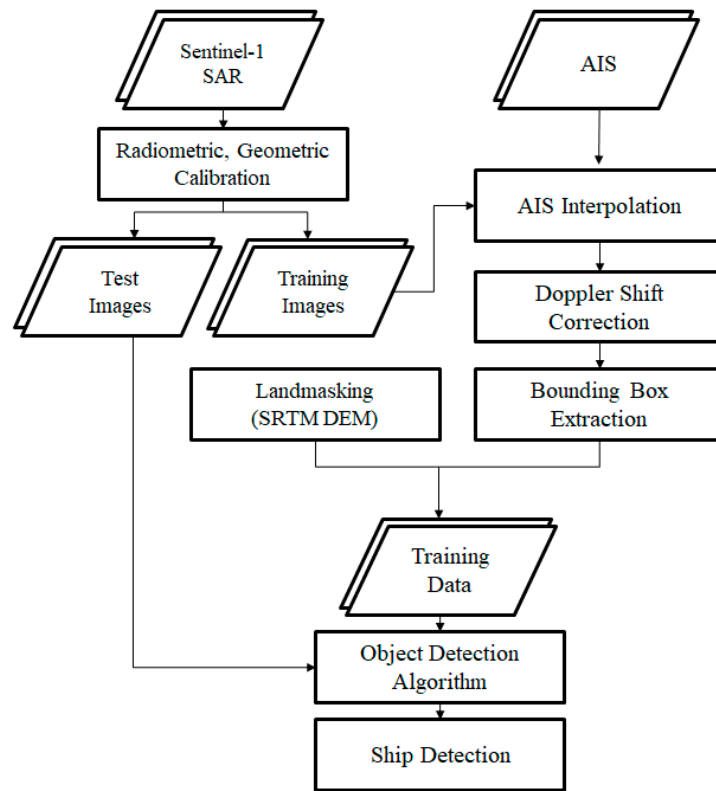 Sentinel-1
SAR
AIS
Radiometric, Geometric
Calibration
AIS Interpolation
Test
Images
Training
Images
Doppler Shift
Correction
Landmasking
(SRTM DEM)
Bounding Box
Extraction
Training
Data
Object Detection
Algorithm
Ship Detection